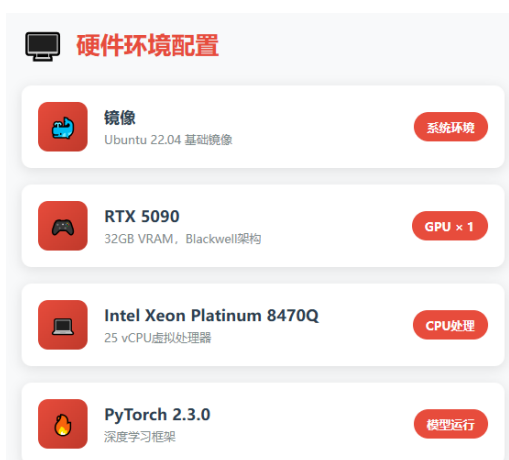 硬件环境配置
镜像
Ubuntu 22.04 基础镜像
系统环境
RTX 5090
32GB VRAM，Blackwell架构
GPU × 1
Intel Xeon Platinum 8470Q
25 vCPU虚拟处理器
CPU处理
PyTorch 2.3.0
深度学习框架
模型运行